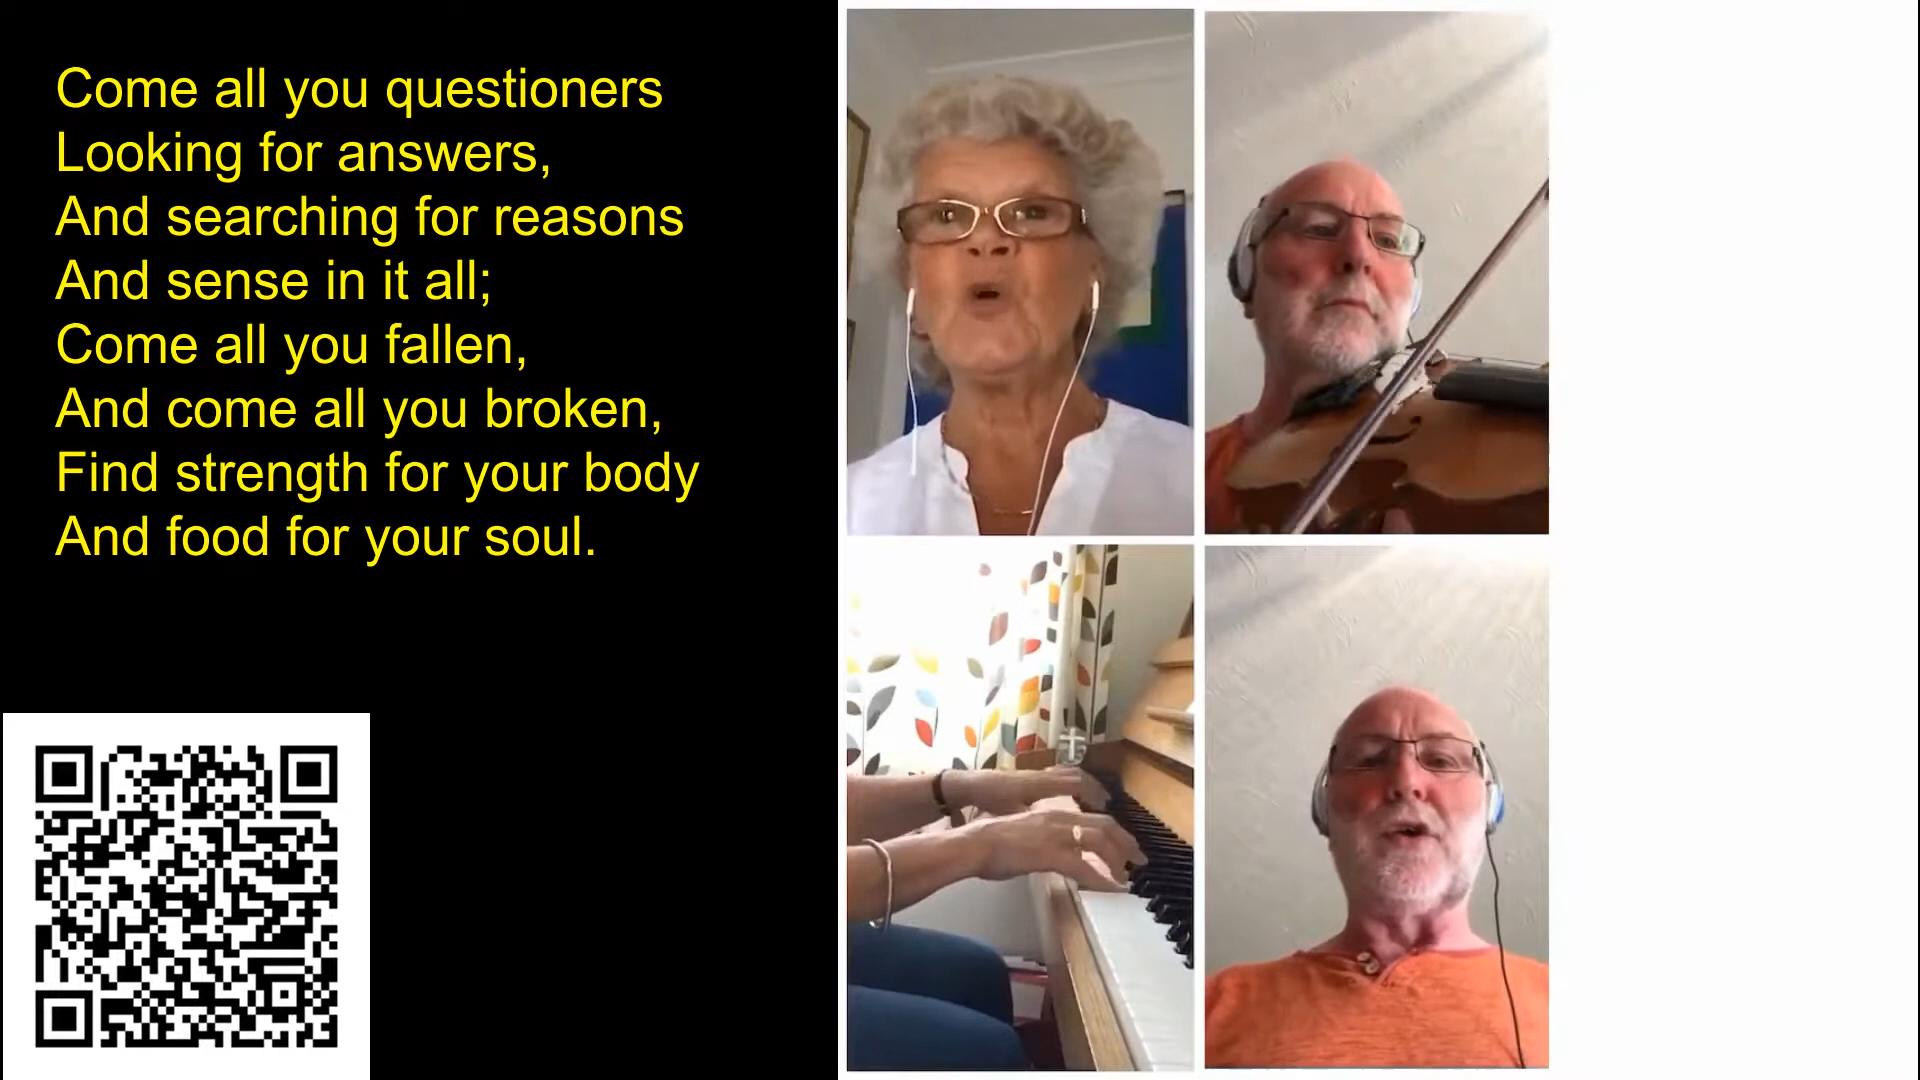 Come all you questioners
Looking for answers,
And searching for reasons
And sense in it all;
Come all you fallen,
And come all you broken,
Find strength for your body
And food for your soul.